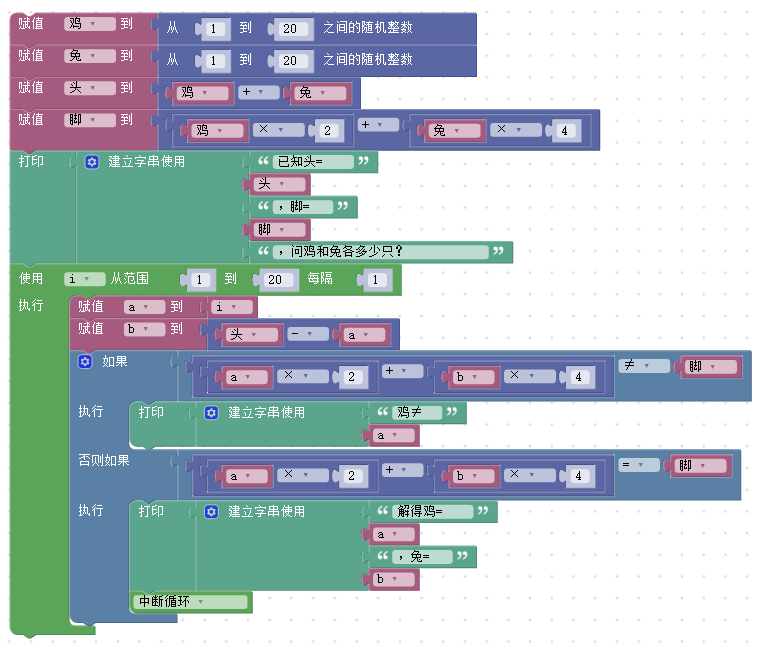 赋值 鸡 到 从 1 到 20 之间的随机整数
赋值 兔 到 从 1 到 20 之间的随机整数
赋值 头 到 鸡 + 兔
赋值 脚 到 鸡 × 2 + 兔 × 4
打印 建立字串使用 “ 已知头= ”
头
“ ，脚= ”
脚
“ ，问鸡和兔各多少只? ”
使用 i 从范围 1 到 20 每隔 1
执行 赋值 a 到 i
赋值 b 到 头 - a
如果 a × 2 + b × 4 ≠ 脚
执行 打印 建立字串使用 “ 鸡≠ ”
a
否则如果 a × 2 + b × 4 = 脚
执行 打印 建立字串使用 “ 解得鸡= ”
a
“ ，兔= ”
b
中断循环